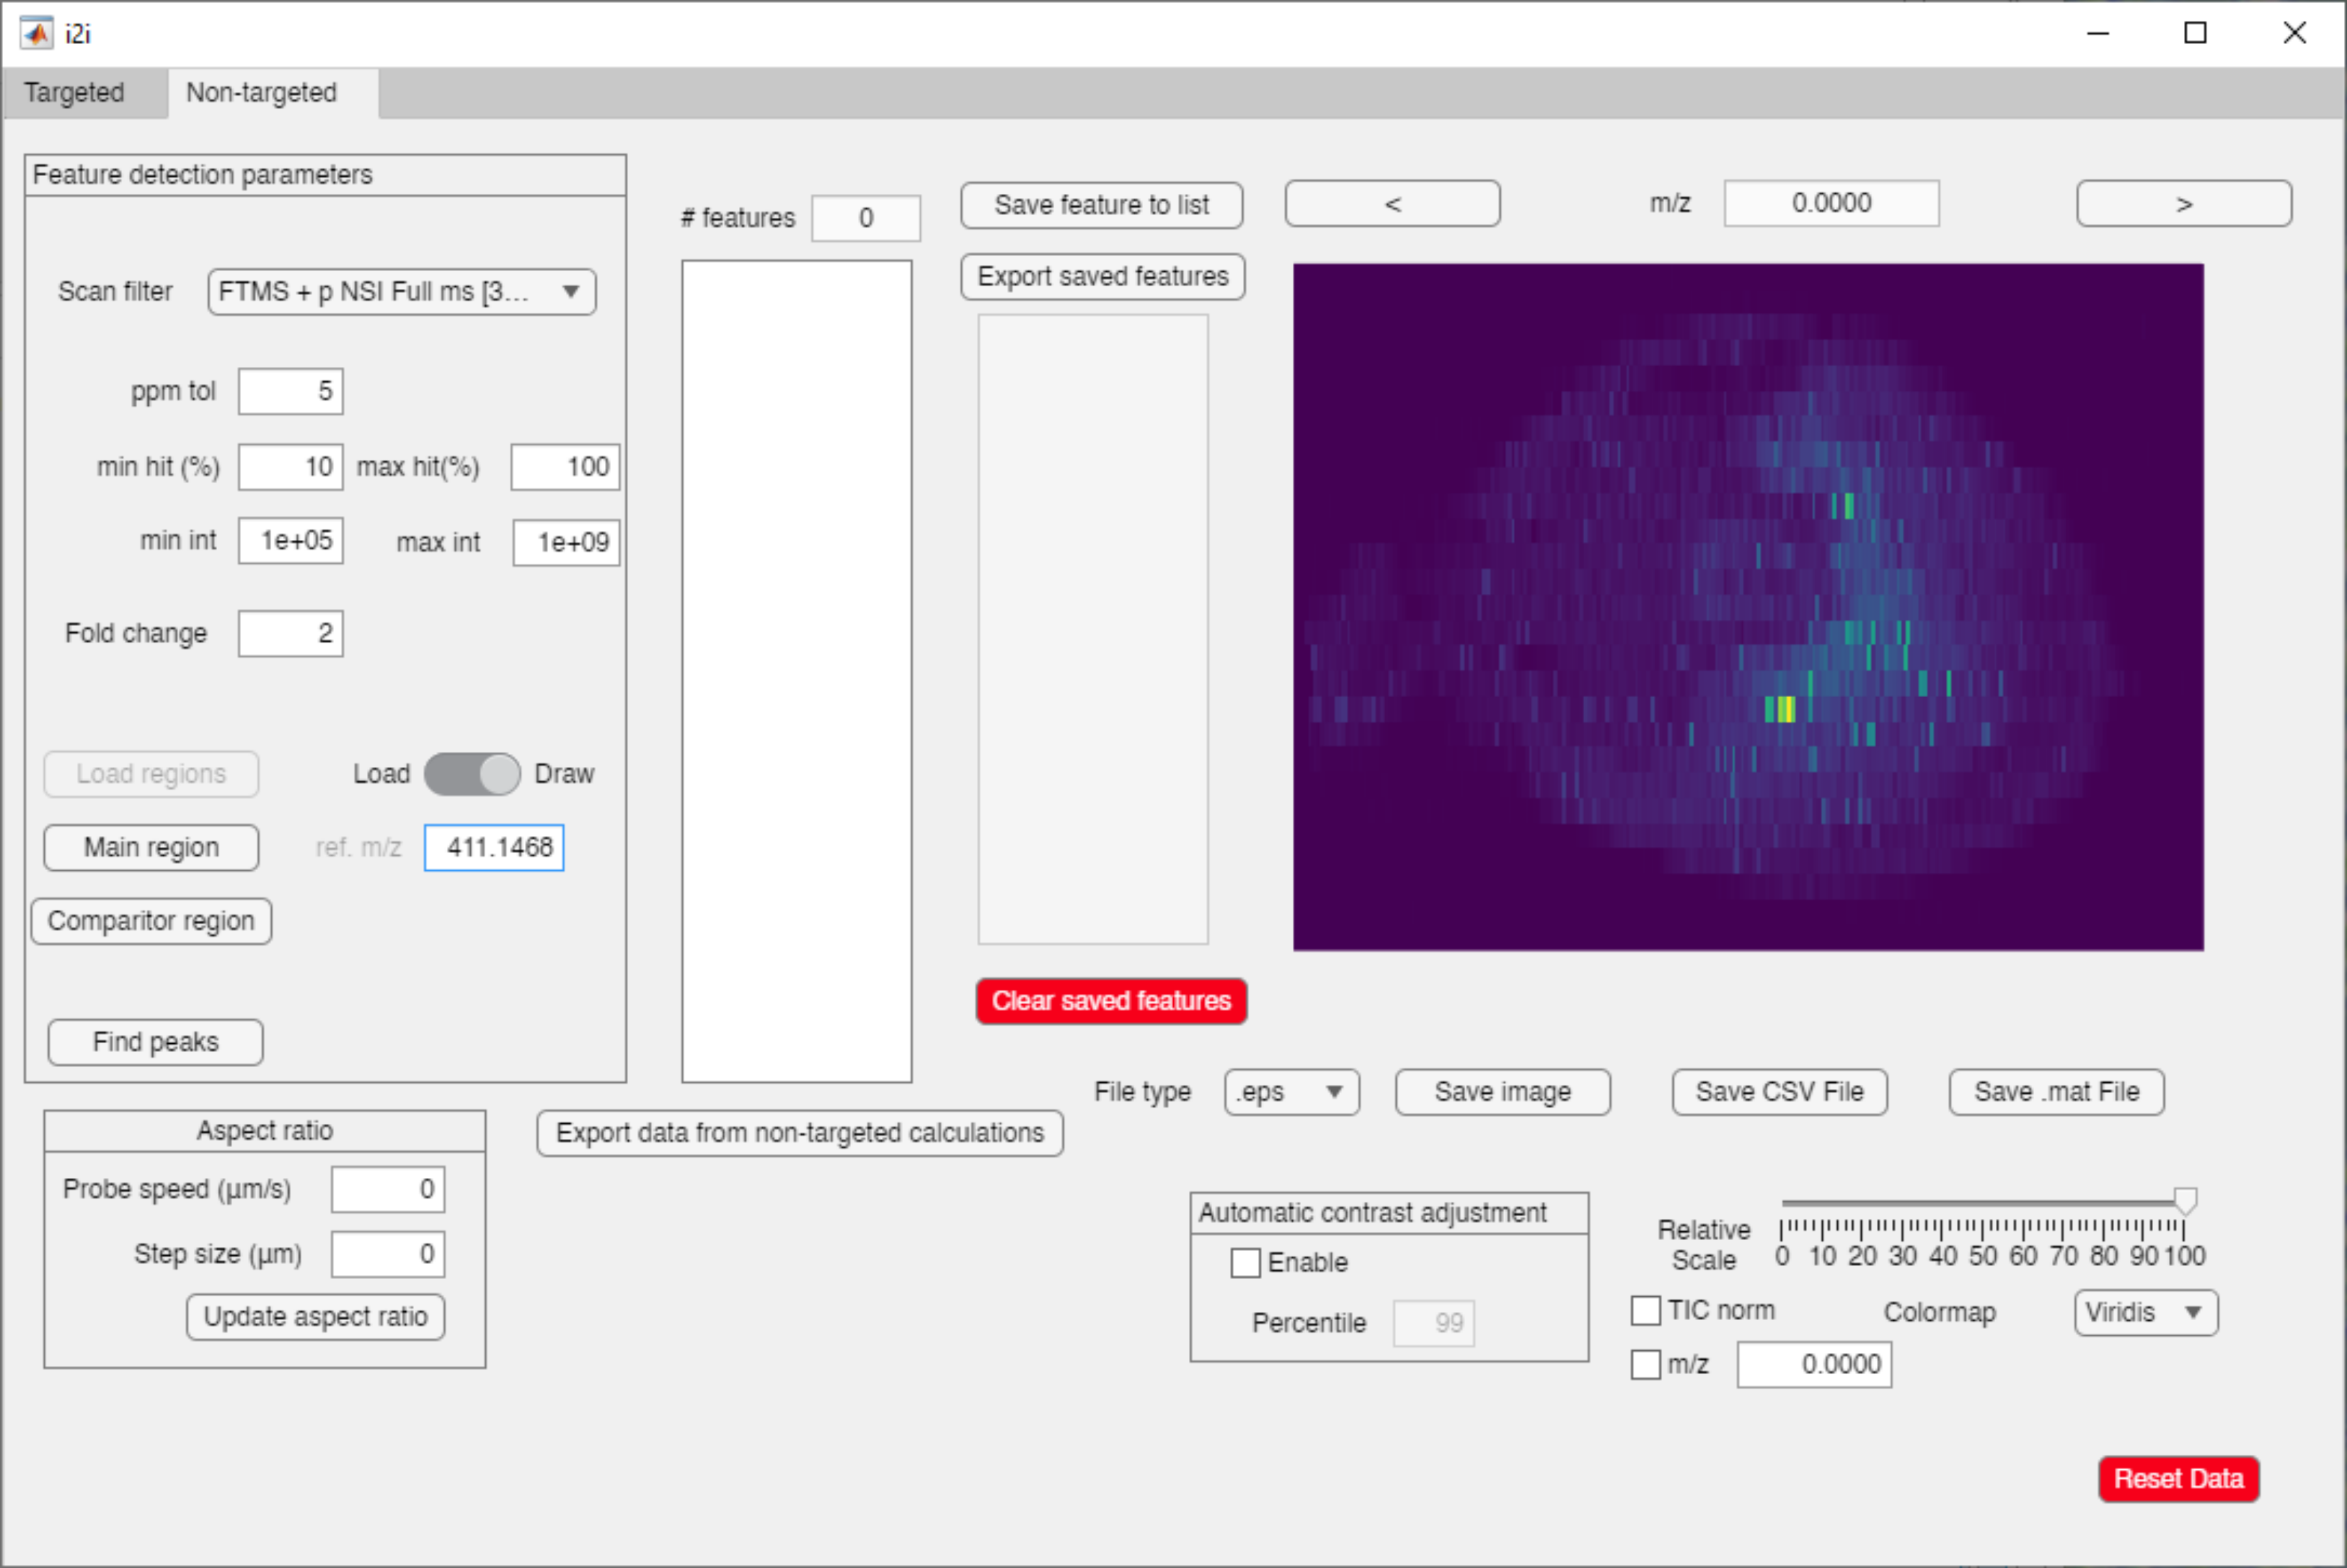 i2i
Targeted
Non-targeted
Feature detection parameters
Scan filter
FTMS + p NSI Full ms [3...
ppm tol
5
min hit (%)
10
max hit(%)
100
min int
1e+05
max int
1e+09
Fold change
2
Load regions
Load
Draw
Main region
ref. m/z
411.1468
Comparitor region
Find peaks
# features
0
Save feature to list
Export saved features
Clear saved features
<
m/z
0.0000
>
File type
.eps
Save image
Save CSV File
Save .mat File
Aspect ratio
Probe speed (µm/s)
0
Step size (µm)
0
Update aspect ratio
Export data from non-targeted calculations
Automatic contrast adjustment
Enable
Percentile
99
Relative
Scale
0 10 20 30 40 50 60 70 80 90 100
TIC norm
Colormap
Viridis
m/z
0.0000
Reset Data